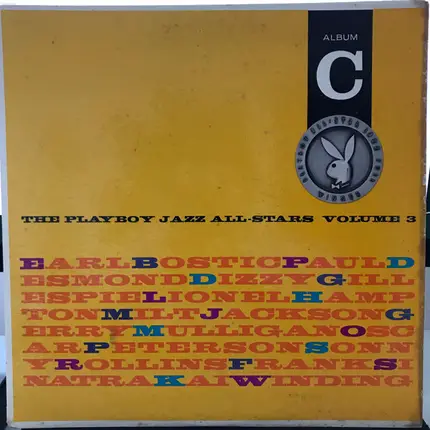 ALBUM
C
THE PLAYBOY JAZZ ALL-STARS VOLUME 3
EARLBOSTICPAULD
ESMONDDIZZYGILL
ESPIELIONELHAMP
TONMILTJACKSONG
ERRYMULLIGANOSC
ARPETERSONSONN
YROLLINSFRANKSI
NATRAKAIWINDING